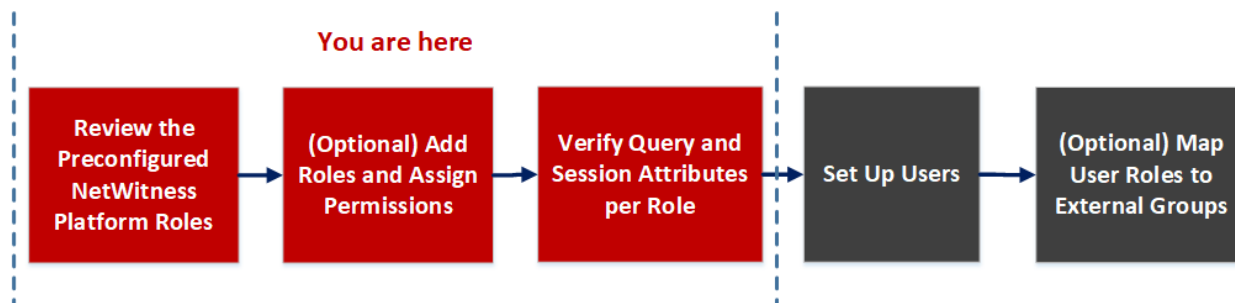 You are here
Review the
Preconfigured
NetWitness
Platform Roles
(Optional) Add
Roles and Assign
Permissions
Verify Query and
Session Attributes
per Role
Set Up Users
(Optional) Map
User Roles to
External Groups